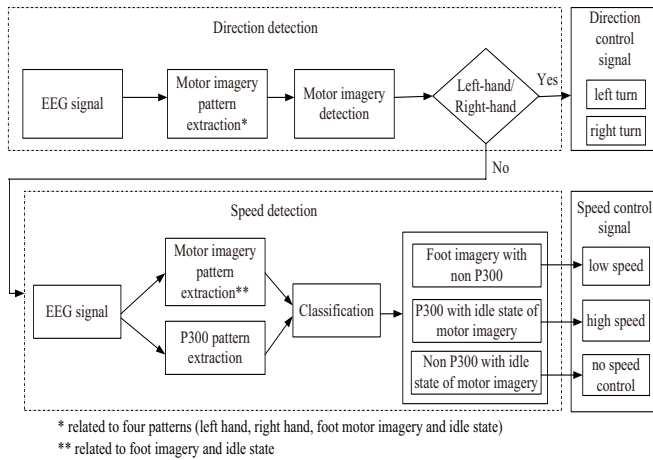 Direction detection
EEG signal
Motor imagery
pattern
extraction*
Motor imagery
detection
Left-hand/
Right-hand
Yes
No
Direction
control
signal
left turn
right turn
Speed detection
EEG signal
Motor imagery
pattern
extraction**
P300 pattern
extraction
Classification
Foot imagery with
non P300
P300 with idle state of
motor imagery
Non P300 with idle
state of motor imagery
Speed control
signal
low speed
high speed
no speed
control
* related to four patterns (left hand, right hand, foot motor imagery and idle state)
** related to foot imagery and idle state